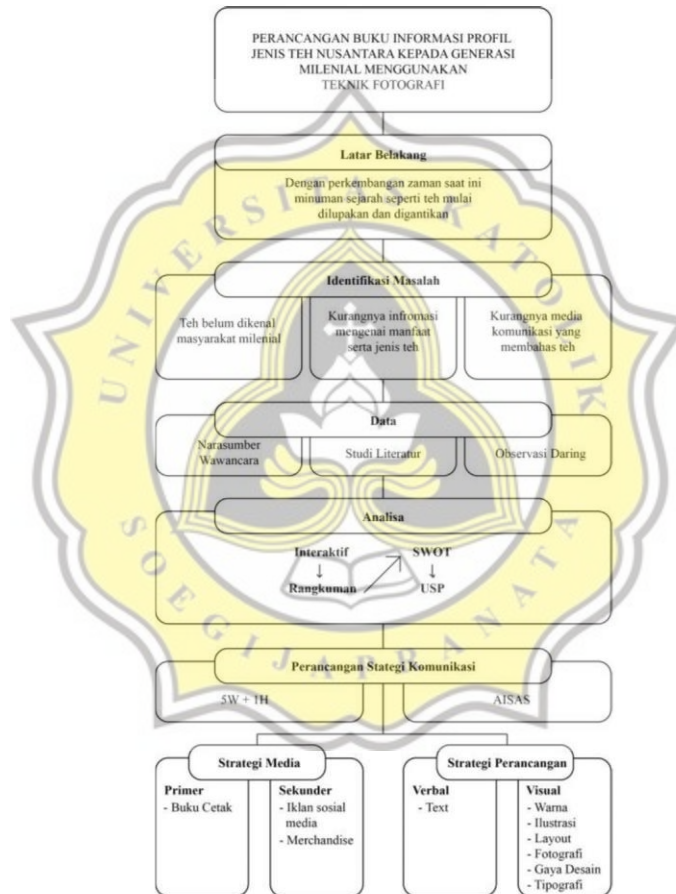 PERANCANGAN BUKU INFORMASI PROFIL
JENIS TEH NUSANTARA KEPADA GENERASI
MILENIAL MENGGUNAKAN
TEKNIK FOTOGRAFI
Latar Belakang
Dengan perkembangan zaman saat ini
minuman sejarah seperti teh mulai
dilupakan dan digantikan
Identifikasi Masalah
Teh belum dikenal
masyarakat milenial
Kurangnya infromasi
mengenai manfaat
serta jenis teh
Kurangnya media
komunikasi yang
membahas teh
Data
Narasumber
Wawancara
Studi Literatur
Observasi Daring
Analisa
Interaktif
SWOT
Rangkuman
USP
Perancangan Stategi Komunikasi
5W + 1H
AISAS
Strategi Media
Primer
- Buku Cetak
Sekunder
- Iklan sosial
media
- Merchandise
Strategi Perancangan
Verbal
- Text
Visual
- Warna
- Ilustrasi
- Layout
- Fotografi
- Gaya Desain
- Tipografi
UNIVERSITAS KATOLIK
SOEGIJAPRANATA